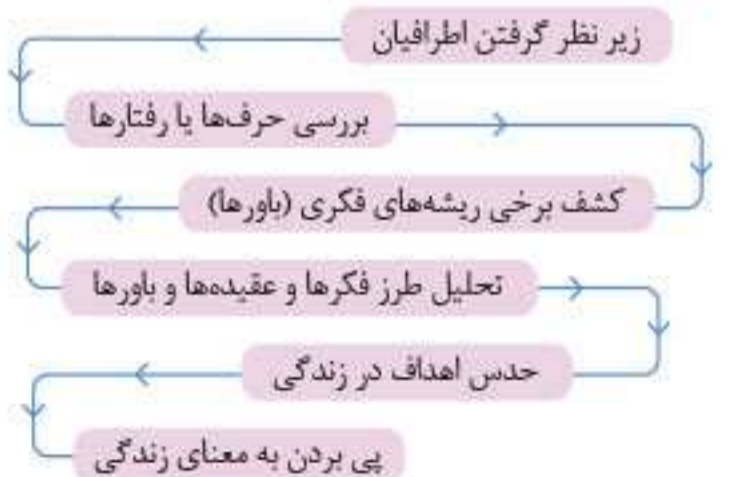 زیر نظر گرفتن اطرافیان
بررسی حرف‌ها یا رفتارها
کشف برخی ریشه‌های فکری (باورها)
تحلیل طرز فکرها و عقیده‌ها و باورها
حدس اهداف در زندگی
پی بردن به معنای زندگی